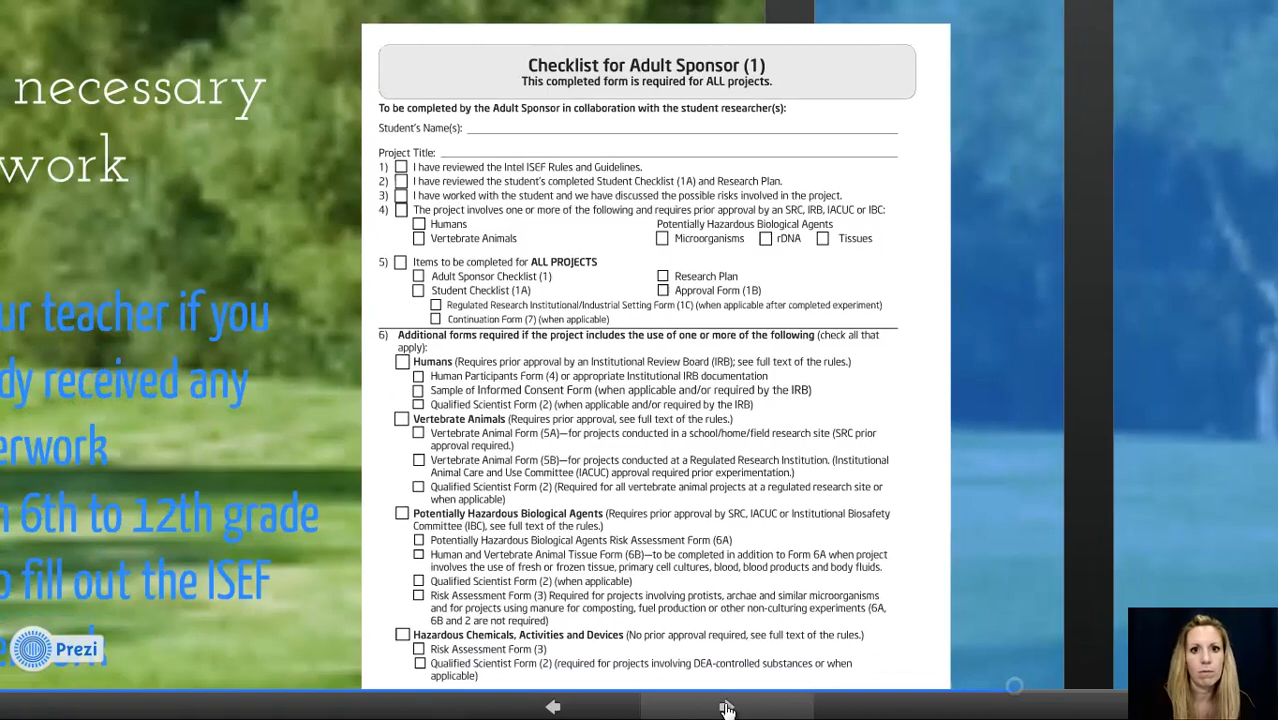 necessary
work
ur teacher if you
dy received any
erwork
6th to 12th grade
fill out the ISEF
Prezi
Checklist for Adult Sponsor (1)
This completed form is required for ALL projects.
To be completed by the Adult Sponsor in collaboration with the student researcher(s):
Student's Name(s):
Project Title:
1) I have reviewed the Intel ISEF Rules and Guidelines.
2) I have reviewed the student's completed Student Checklist (1A) and Research Plan.
3) I have worked with the student and we have discussed the possible risks involved in the project.
4) The project involves one or more of the following and requires prior approval by an SRC, IRB, IACUC or IBC:
Humans Potentially Hazardous Biological Agents
Vertebrate Animals Microorganisms rDNA Tissues
5) Items to be completed for ALL PROJECTS
Adult Sponsor Checklist (1) Research Plan
Student Checklist (1A) Approval Form (1B)
Regulated Research Institutional/Industrial Setting Form (1C) (when applicable after completed experiment)
Continuation Form (7) (when applicable)
6) Additional forms required if the project includes the use of one or more of the following (check all that
apply):
Humans (Requires prior approval by an Institutional Review Board (IRB); see full text of the rules.)
Human Participants Form (4) or appropriate Institutional IRB documentation
Sample of Informed Consent Form (when applicable and/or required by the IRB)
Qualified Scientist Form (2) (when applicable and/or required by the IRB)
Vertebrate Animals (Requires prior approval, see full text of the rules.)
Vertebrate Animal Form (5A)—for projects conducted in a school/home/field research site (SRC prior
approval required.)
Vertebrate Animal Form (5B)—for projects conducted at a Regulated Research Institution. (Institutional
Animal Care and Use Committee (IACUC) approval required prior experimentation.)
Qualified Scientist Form (2) (Required for all vertebrate animal projects at a regulated research site or
when applicable)
Potentially Hazardous Biological Agents (Requires prior approval by SRC, IACUC or Institutional Biosafety
Committee (IBC), see full text of the rules.)
Potentially Hazardous Biological Agents Risk Assessment Form (6A)
Human and Vertebrate Animal Tissue Form (6B)—to be completed in addition to Form 6A when project
involves the use of fresh or frozen tissue, primary cell cultures, blood, blood products and body fluids.
Qualified Scientist Form (2) (when applicable)
Risk Assessment Form (3) Required for projects involving protists, archae and similar microorganisms
and for projects using manure for composting, fuel production or other non-culturing experiments (6A,
6B and 2 are not required)
Hazardous Chemicals, Activities and Devices (No prior approval required, see full text of the rules.)
Risk Assessment Form (3)
Qualified Scientist Form (2) (required for projects involving DEA-controlled substances or when
applicable)